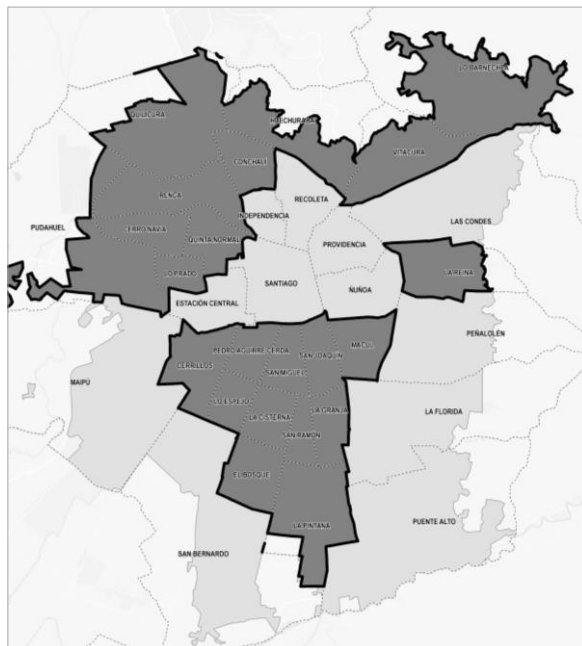 LO BARNECHEA
QUILICURA
HUECHURABA
VITACURA
CONCHALÍ
RENCA
RECOLETA
INDEPENDENCIA
LAS CONDES
PUDAHUEL
CERRO NAVIA
QUINTA NORMAL
PROVIDENCIA
LO PRADO
LA REINA
SANTIAGO
ÑUÑOA
ESTACIÓN CENTRAL
PEÑALOLÉN
MACUL
PEDRO AGUIRRE CERDA
SAN JOAQUÍN
CERRILLOS
SAN MIGUEL
MAIPÚ
LO ESPEJO
LA GRANJA
LA FLORIDA
LA CISTERNA
SAN RAMÓN
EL BOSQUE
PUENTE ALTO
LA PINTANA
SAN BERNARDO